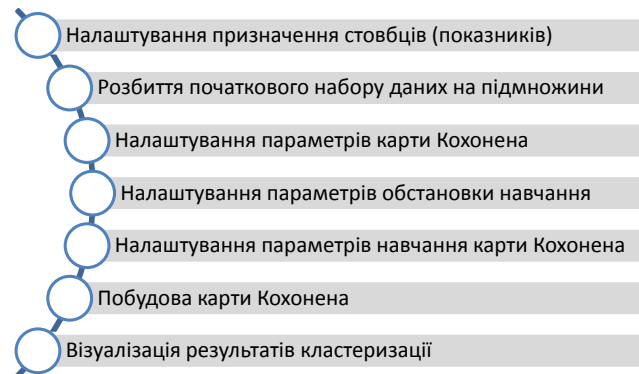 Налаштування призначення стовбців (показників)
Розбиття початкового набору даних на підмножини
Налаштування параметрів карти Кохонена
Налаштування параметрів обстановки навчання
Налаштування параметрів навчання карти Кохонена
Побудова карти Кохонена
Візуалізація результатів кластеризації